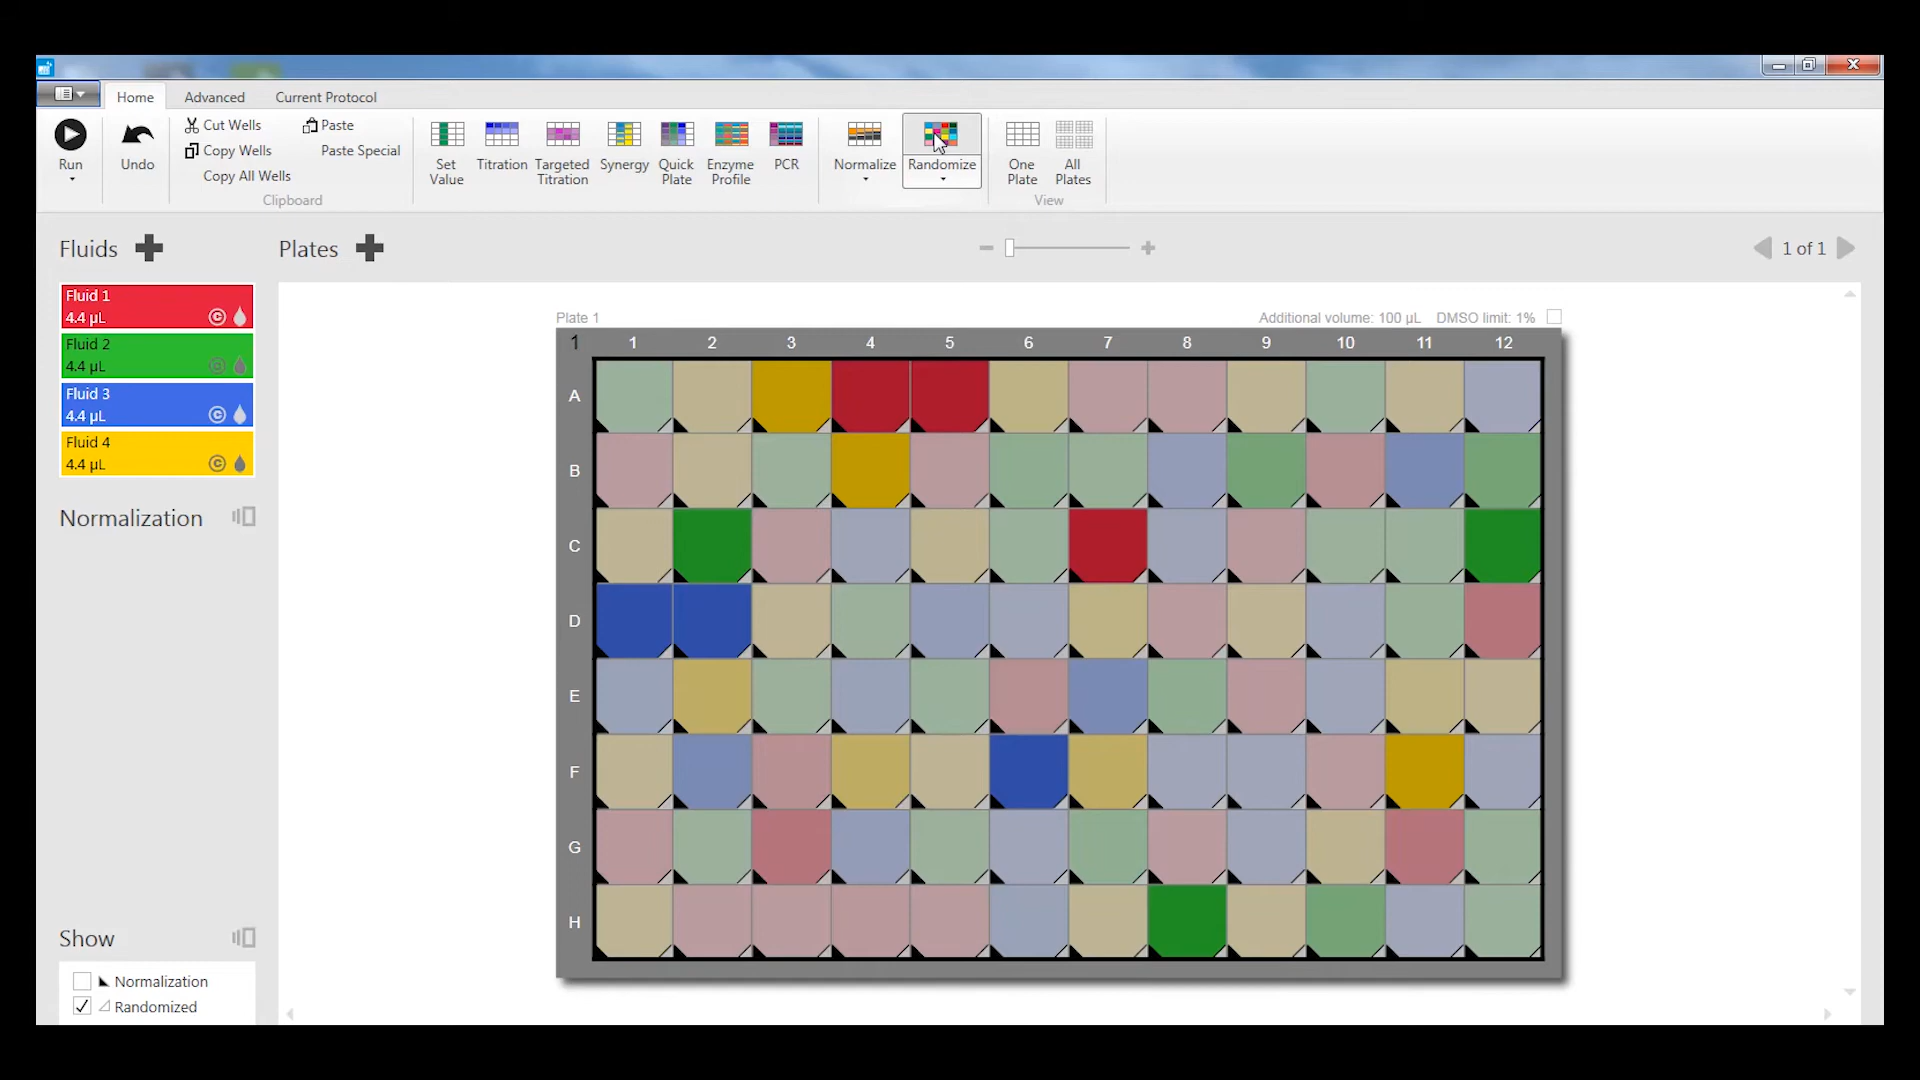 Home Advanced Current Protocol
Run
Undo
Cut Wells
Copy Wells
Copy All Wells
Paste
Paste Special
Clipboard
Set Value
Titration
Targeted Titration
Synergy
Quick Plate
Enzyme Profile
PCR
Normalize
Randomize
One Plate
All Plates
View
Fluids
Plates
1 of 1
Fluid 1
4.4 µL
Fluid 2
4.4 µL
Fluid 3
4.4 µL
Fluid 4
4.4 µL
Normalization
Show
Normalization
Randomized
Plate 1 Additional volume: 100 µL DMSO limit: 1%
1 1 2 3 4 5 6 7 8 9 10 11 12
A
B
C
D
E
F
G
H